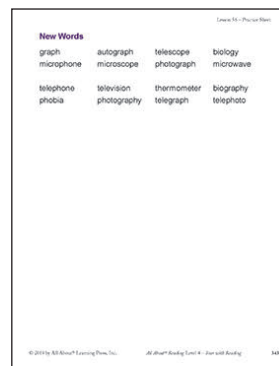 Lesson 54 – Practice Sheet
New Words
graph autograph telescope biology
microphone microscope photograph microwave
telephone television thermometer biography
phobia photography telegraph telephoto
© 2019 by All About® Learning Press, Inc. All About® Reading Level 4 – Fun with Reading 343